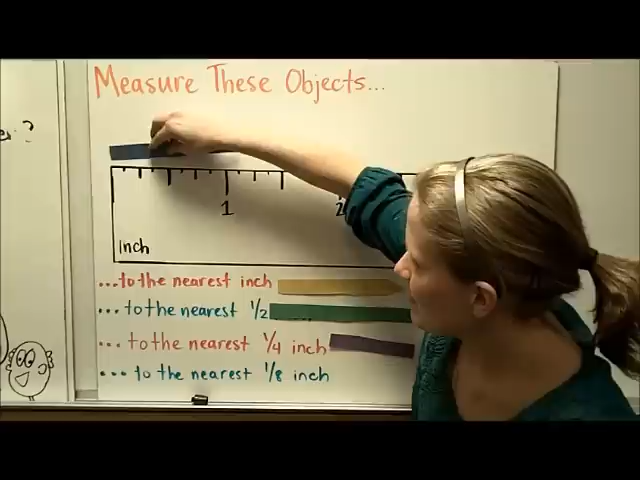 Measure These Objects...
1 2
inch
...to the nearest inch
...to the nearest 1/2
...to the nearest 1/4 inch
...to the nearest 1/8 inch